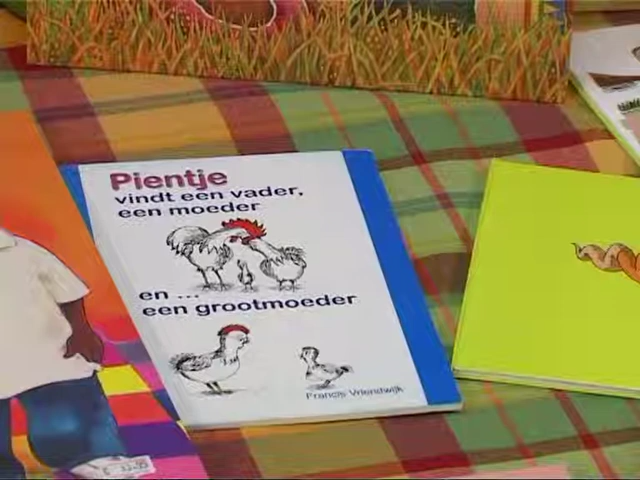 Pientje
vindt een vader,
een moeder
en ...
een grootmoeder
Francis Vriendwijk